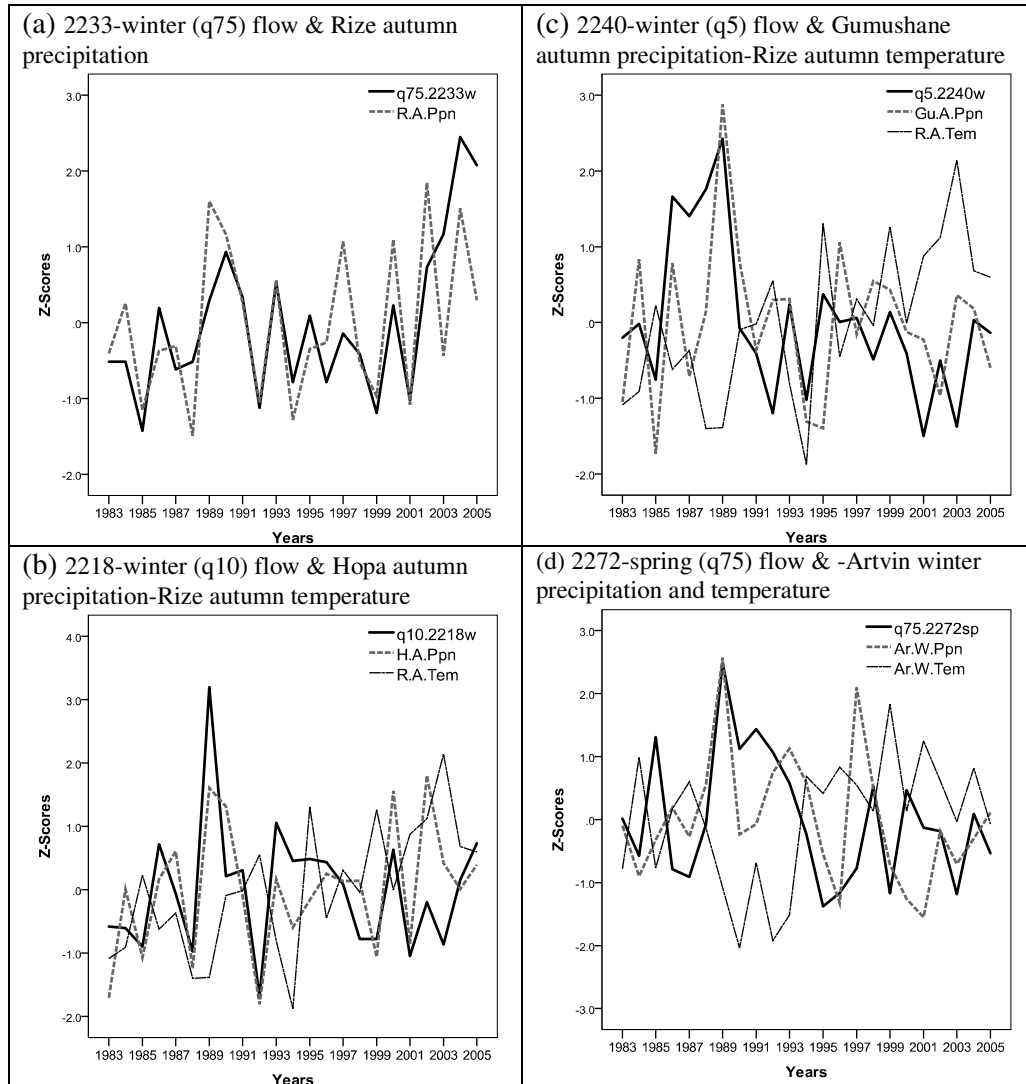 (a) 2233-winter (q75) flow & Rize autumn
precipitation
3.0
2.0
1.0
.0
-1.0
-2.0
Z-Scores
q75.2233w
R.A.Ppn
1983 1985 1987 1989 1991 1993 1995 1997 1999 2001 2003 2005
Years
(c) 2240-winter (q5) flow & Gumushane
autumn precipitation-Rize autumn temperature
3.0
2.0
1.0
.0
-1.0
-2.0
Z-Scores
q5.2240w
Gu.A.Ppn
R.A.Tem
1983 1985 1987 1989 1991 1993 1995 1997 1999 2001 2003 2005
Years
(b) 2218-winter (q10) flow & Hopa autumn
precipitation-Rize autumn temperature
4.0
3.0
2.0
1.0
.0
-1.0
-2.0
Z-Scores
q10.2218w
H.A.Ppn
R.A.Tem
1983 1985 1987 1989 1991 1993 1995 1997 1999 2001 2003 2005
Years
(d) 2272-spring (q75) flow & -Artvin winter
precipitation and temperature
3.0
2.0
1.0
.0
-1.0
-2.0
-3.0
Z-Scores
q75.2272sp
Ar.W.Ppn
Ar.W.Tem
1983 1985 1987 1989 1991 1993 1995 1997 1999 2001 2003 2005
Years